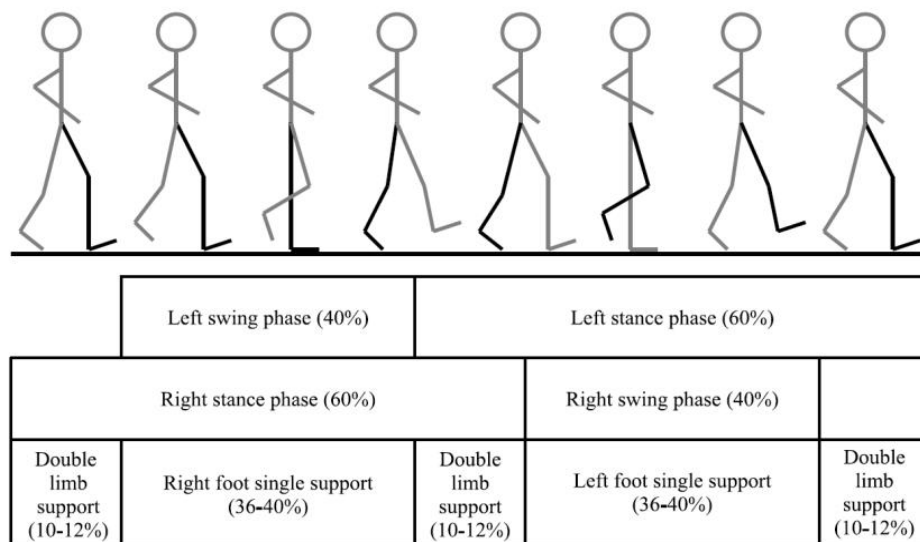 Left swing phase (40%)
Left stance phase (60%)
Right stance phase (60%)
Right swing phase (40%)
Double
limb
support
(10-12%)
Right foot single support
(36-40%)
Double
limb
support
(10-12%)
Left foot single support
(36-40%)
Double
limb
support
(10-12%)